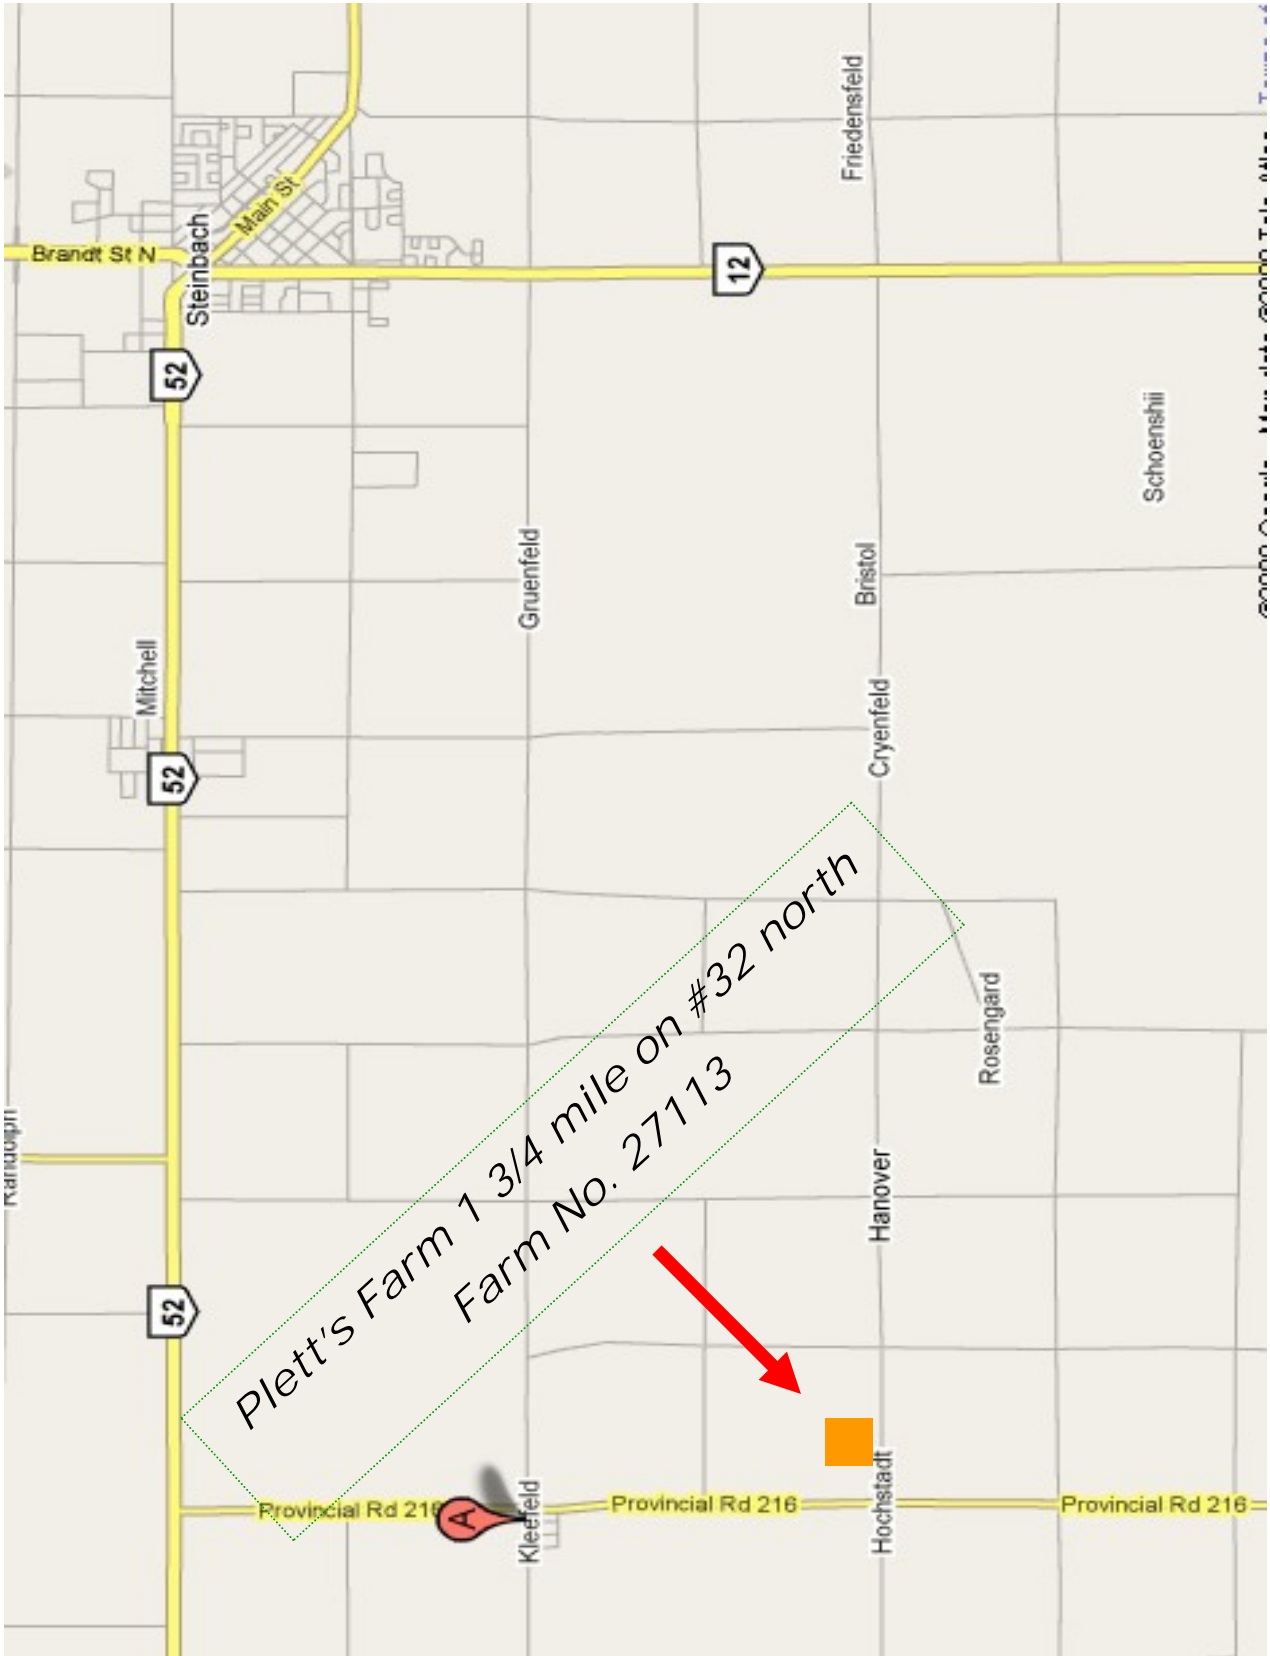 Friedensfeld
Main St
Brandt St N
Steinbach
12
52
Schoenshii
Gruenfeld
Bristol
Mitchell
Cryenfeld
52
Plett's Farm 1 3/4 mile on #32 north
Farm No. 27113
Rosengard
Randolph
Hanover
52
Provincial Rd 216
A
Kleefeld
Provincial Rd 216
Hochstadt
Provincial Rd 216